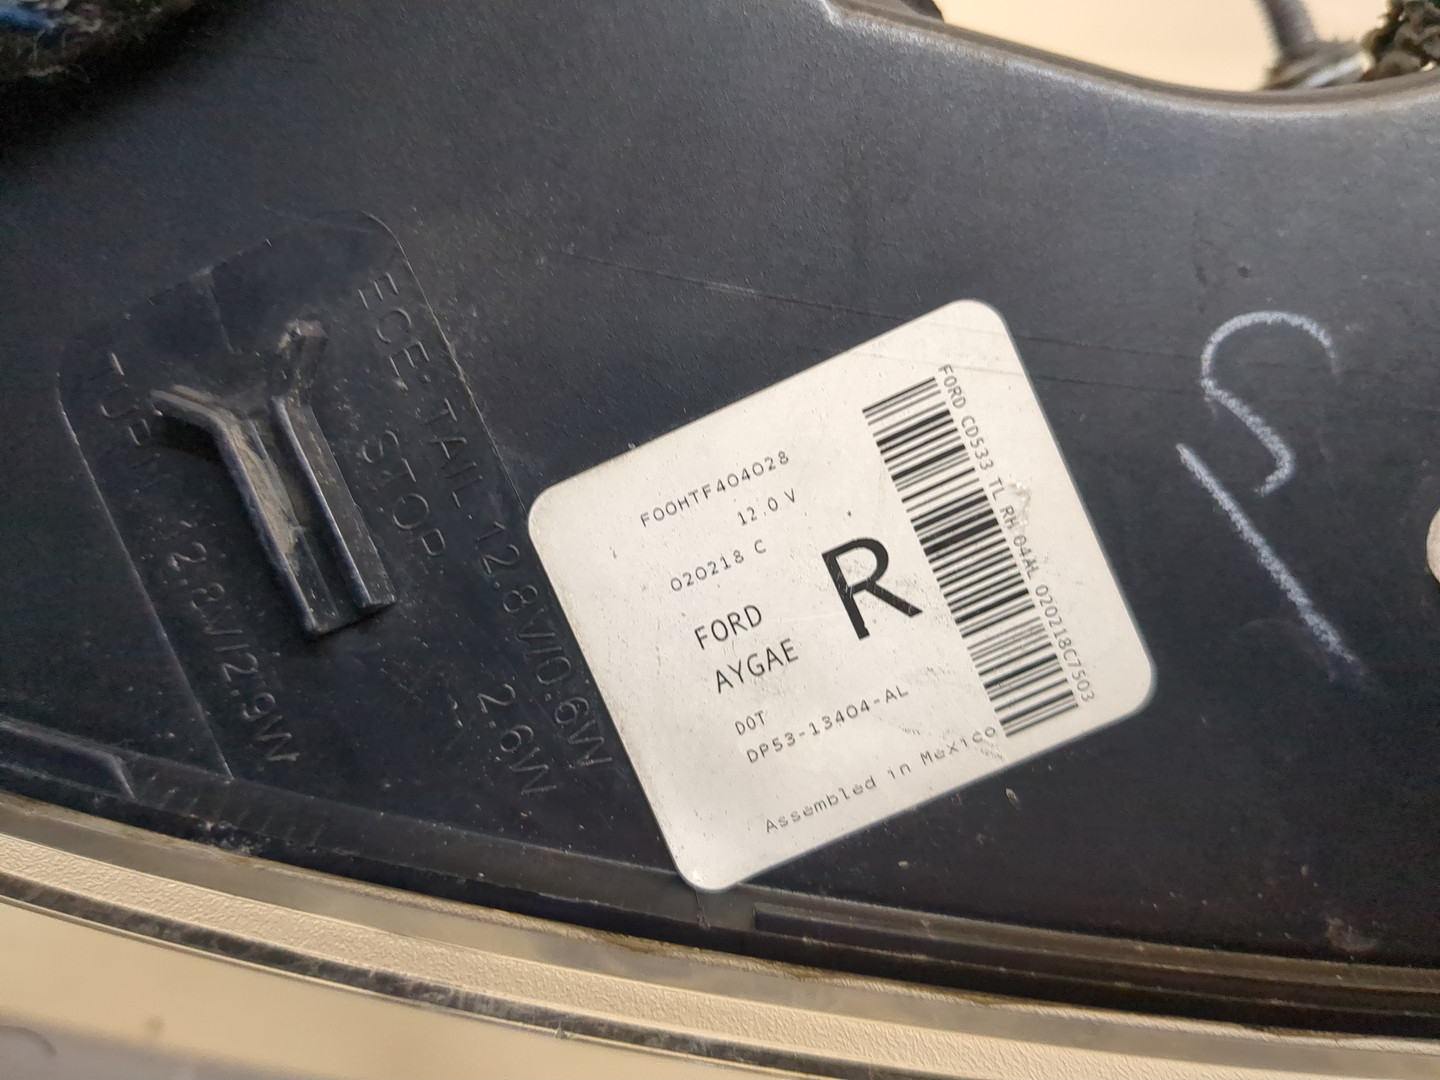 ECE: TAIL: 12.8V/0.6W
STOP: 2.6W
TURN: 12.8V/2.9W
F00HTF404028
12.0 V
020218 C
FORD
AYGAE
R
DOT
DP53-13404-AL
Assembled in Mexico
FORD CD533 TL RH 04AL 020218C7503